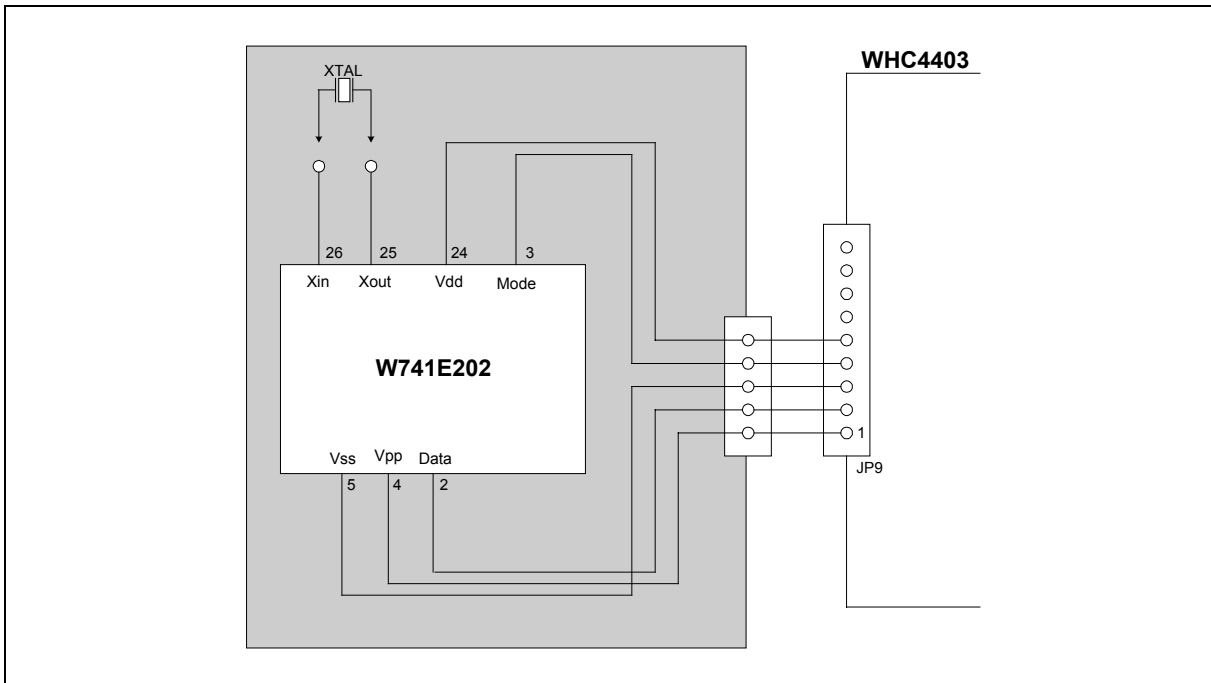 WHC4403
XTAL
26 25 24 3
Xin Xout Vdd Mode
W741E202
1
Vss Vpp Data
JP9
5 4 2